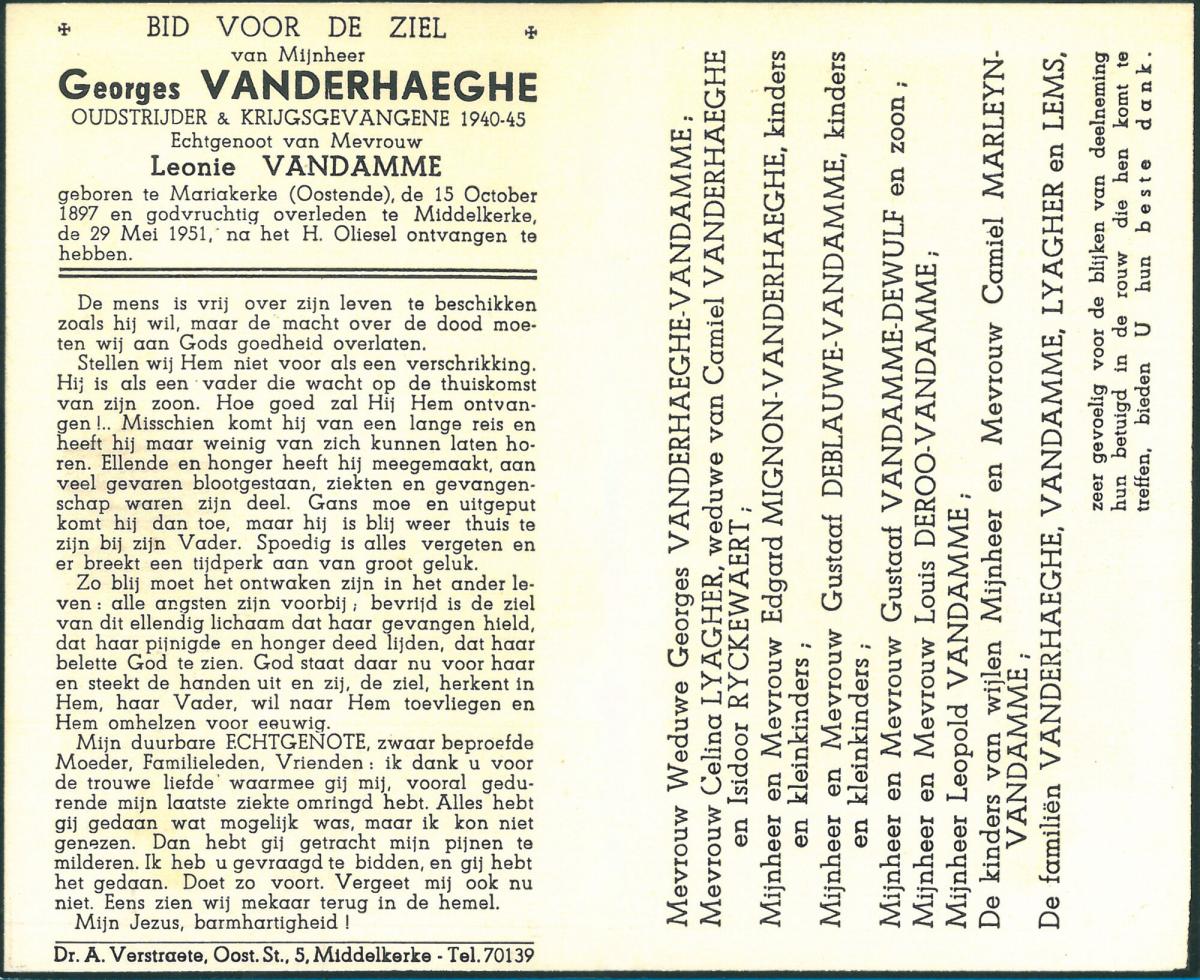 ✠ BID VOOR DE ZIEL ✠
van Mijnheer
Georges VANDERHAEGHE
OUDSTRIJDER & KRIJGSGEVANGENE 1940-45
Echtgenoot van Mevrouw
Leonie VANDAMME
geboren te Mariakerke (Oostende), de 15 October
1897 en godvruchtig overleden te Middelkerke,
de 29 Mei 1951, na het H. Oliesel ontvangen te
hebben.
De mens is vrij over zijn leven te beschikken
zoals hij wil, maar de macht over de dood moe-
ten wij aan Gods goedheid overlaten.
Stellen wij Hem niet voor als een verschrikking.
Hij is als een vader die wacht op de thuiskomst
van zijn zoon. Hoe goed zal Hij Hem ontvan-
gen !.. Misschien komt hij van een lange reis en
heeft hij maar weinig van zich kunnen laten ho-
ren. Ellende en honger heeft hij meegemaakt, aan
veel gevaren blootgestaan, ziekten en gevangen-
schap waren zijn deel. Gans moe en uitgeput
komt hij dan toe, maar hij is blij weer thuis te
zijn bij zijn Vader. Spoedig is alles vergeten en
er breekt een tijdperk aan van groot geluk.
Zo blij moet het ontwaken zijn in het ander le-
ven : alle angsten zijn voorbij ; bevrijd is de ziel
van dit ellendig lichaam dat haar gevangen hield,
dat haar pijnigde en honger deed lijden, dat haar
belette God te zien. God staat daar nu voor haar
en steekt de handen uit en zij, de ziel, herkent in
Hem, haar Vader, wil naar Hem toevliegen en
Hem omhelzen voor eeuwig.
Mijn duurbare ECHTGENOTE, zwaar beproefde
Moeder, Familieleden, Vrienden : ik dank u voor
de trouwe liefde waarmee gij mij, vooral gedu-
rende mijn laatste ziekte omringd hebt. Alles hebt
gij gedaan wat mogelijk was, maar ik kon niet
genezen. Dan hebt gij getracht mijn pijnen te
milderen. Ik heb u gevraagd te bidden, en gij hebt
het gedaan. Doet zo voort. Vergeet mij ook nu
niet. Eens zien wij mekaar terug in de hemel.
Mijn Jezus, barmhartigheid !
Dr. A. Verstraete, Oost. St., 5, Middelkerke - Tel. 70139
Mevrouw Weduwe Georges VANDERHAEGHE-VANDAMME ;
Mevrouw Celina LYAGHER, weduwe van Camiel VANDERHAEGHE
en Isidoor RYCKEWAERT ;
Mijnheer en Mevrouw Edgard MIGNON-VANDERHAEGHE, kinders
en kleinkinders ;
Mijnheer en Mevrouw Gustaaf DEBLAUWE-VANDAMME, kinders
en kleinkinders ;
Mijnheer en Mevrouw Gustaaf VANDAMME-DEWULF en zoon ;
Mijnheer en Mevrouw Louis DEROO-VANDAMME ;
Mijnheer Leopold VANDAMME ;
De kinders van wijlen Mijnheer en Mevrouw Camiel MARLEYN-
VANDAMME ;
De familiën VANDERHAEGHE, VANDAMME, LYAGHER en LEMS,
zeer gevoelig voor de blijken van deelneming
hun betuigd in de rouw die hen komt te
treffen, bieden U hun beste dank.